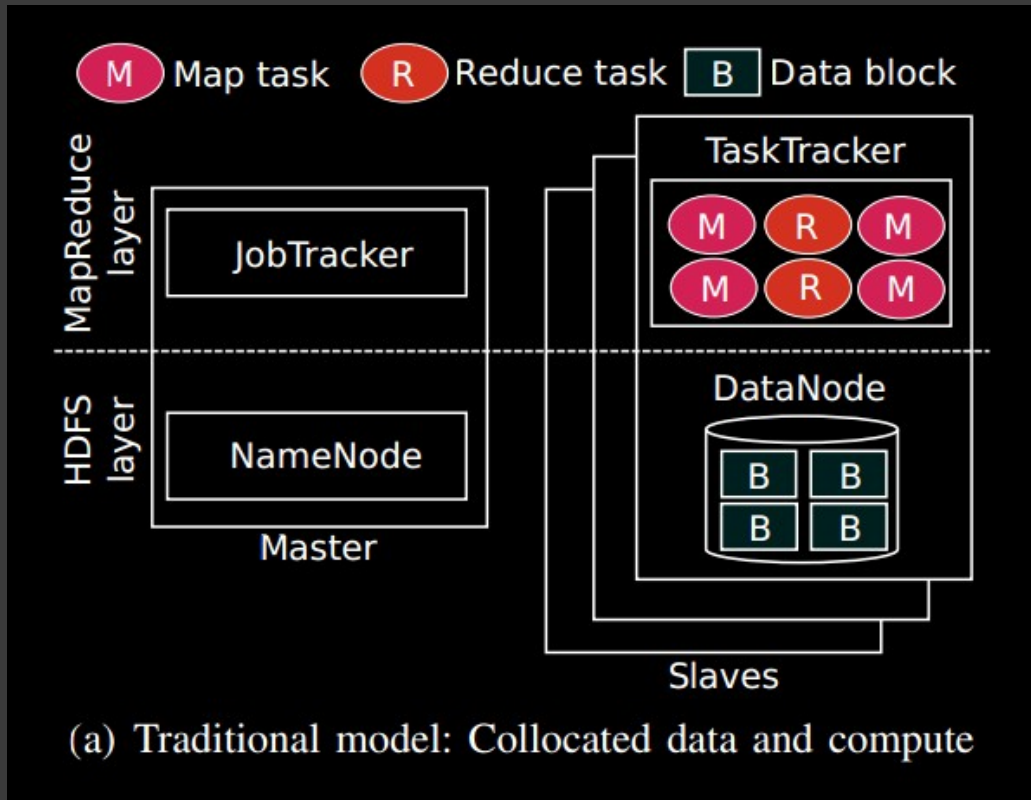 M Map task R Reduce task B Data block
MapReduce
layer
JobTracker
TaskTracker
M R M
M R M
HDFS
layer
NameNode
Master
DataNode
B B
B B
Slaves
(a) Traditional model: Collocated data and compute